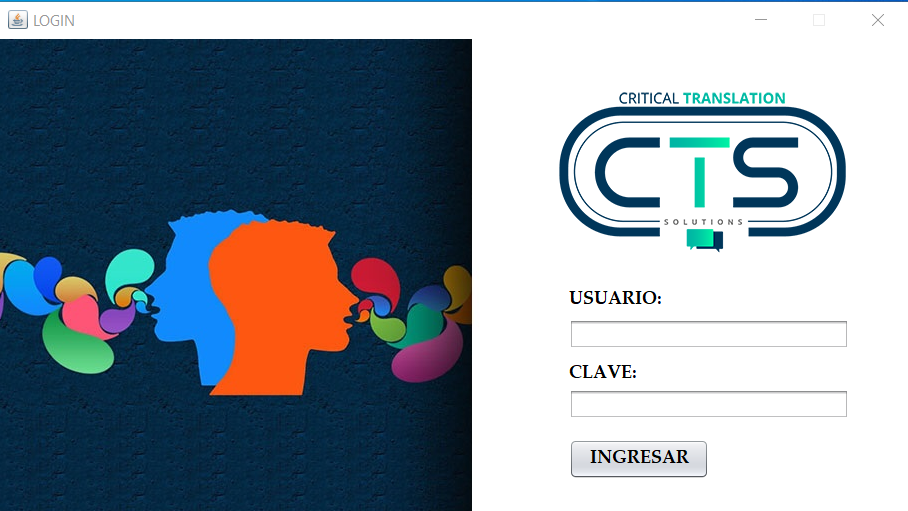 LOGIN
CRITICAL TRANSLATION
CTS
SOLUTIONS
USUARIO:
CLAVE:
INGRESAR